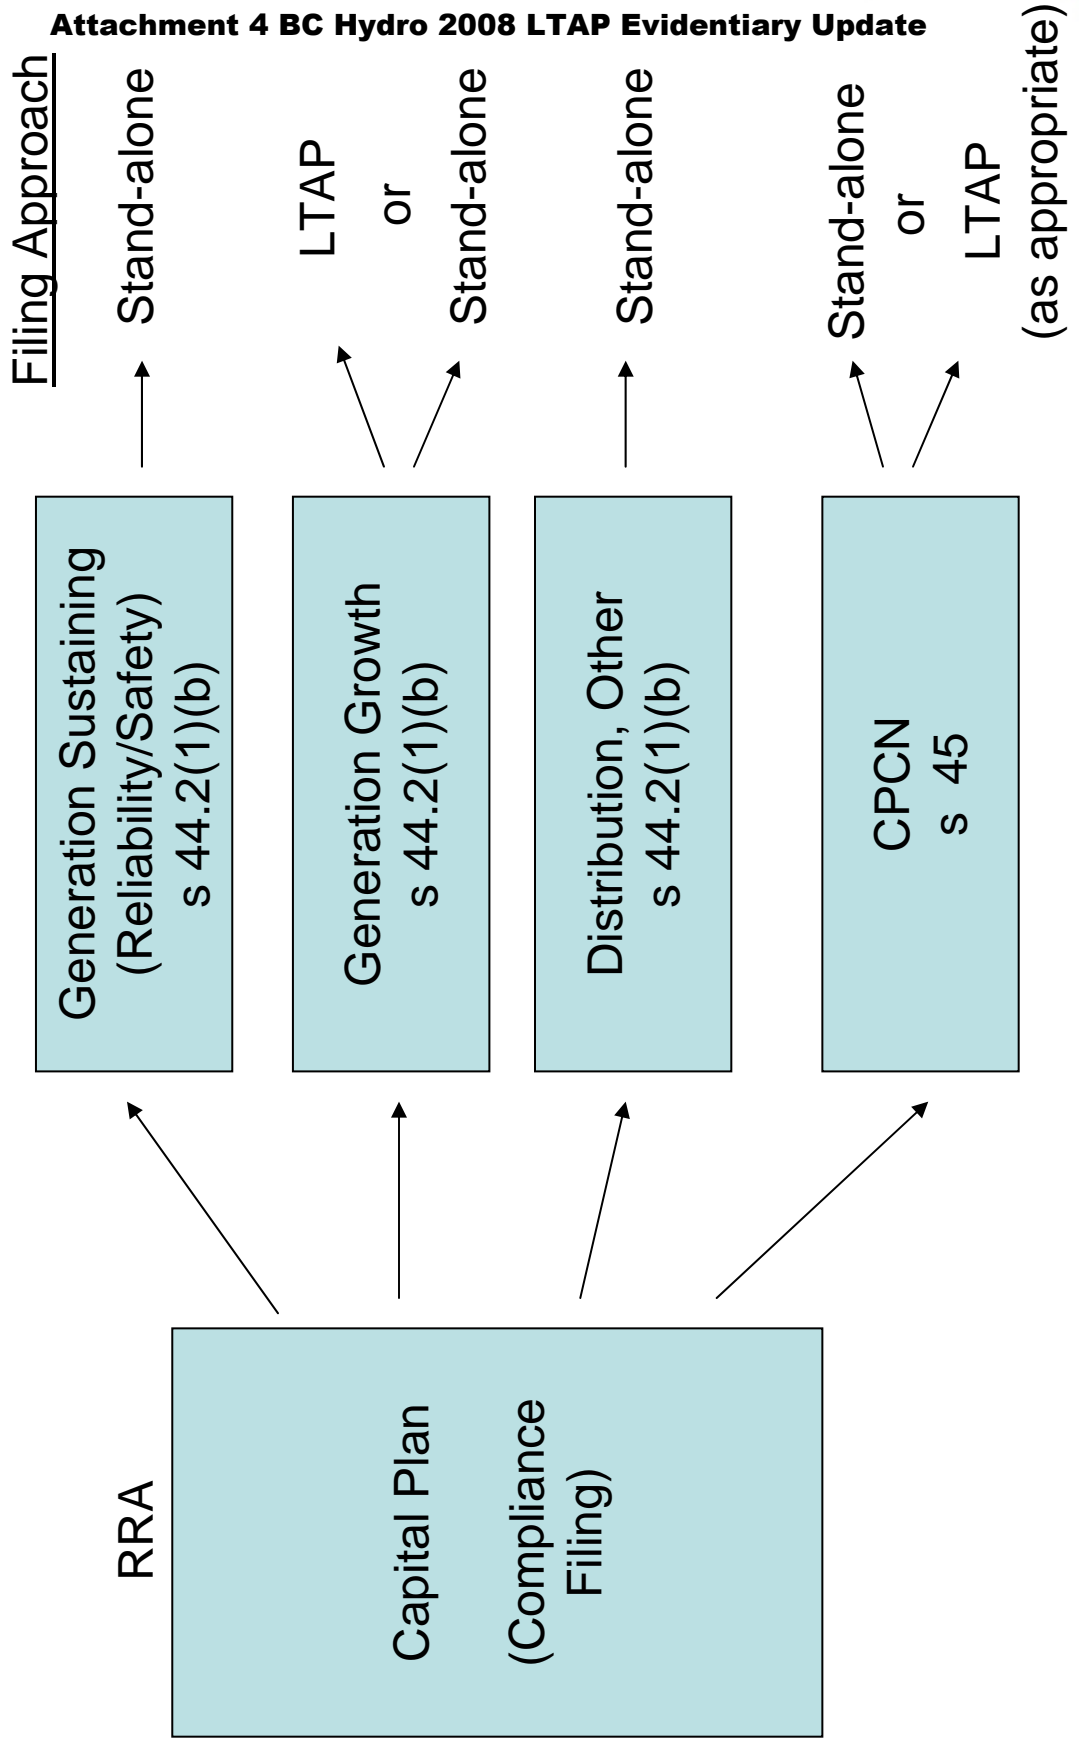 Attachment 4 BC Hydro 2008 LTAP Evidentiary Update
RRA
Capital Plan
(Compliance
Filing)
Generation Sustaining
(Reliability/Safety)
s 44.2(1)(b)
Generation Growth
s 44.2(1)(b)
Distribution, Other
s 44.2(1)(b)
CPCN
s 45
Filing Approach
Stand-alone
LTAP
or
Stand-alone
Stand-alone
Stand-alone
or
LTAP
(as appropriate)